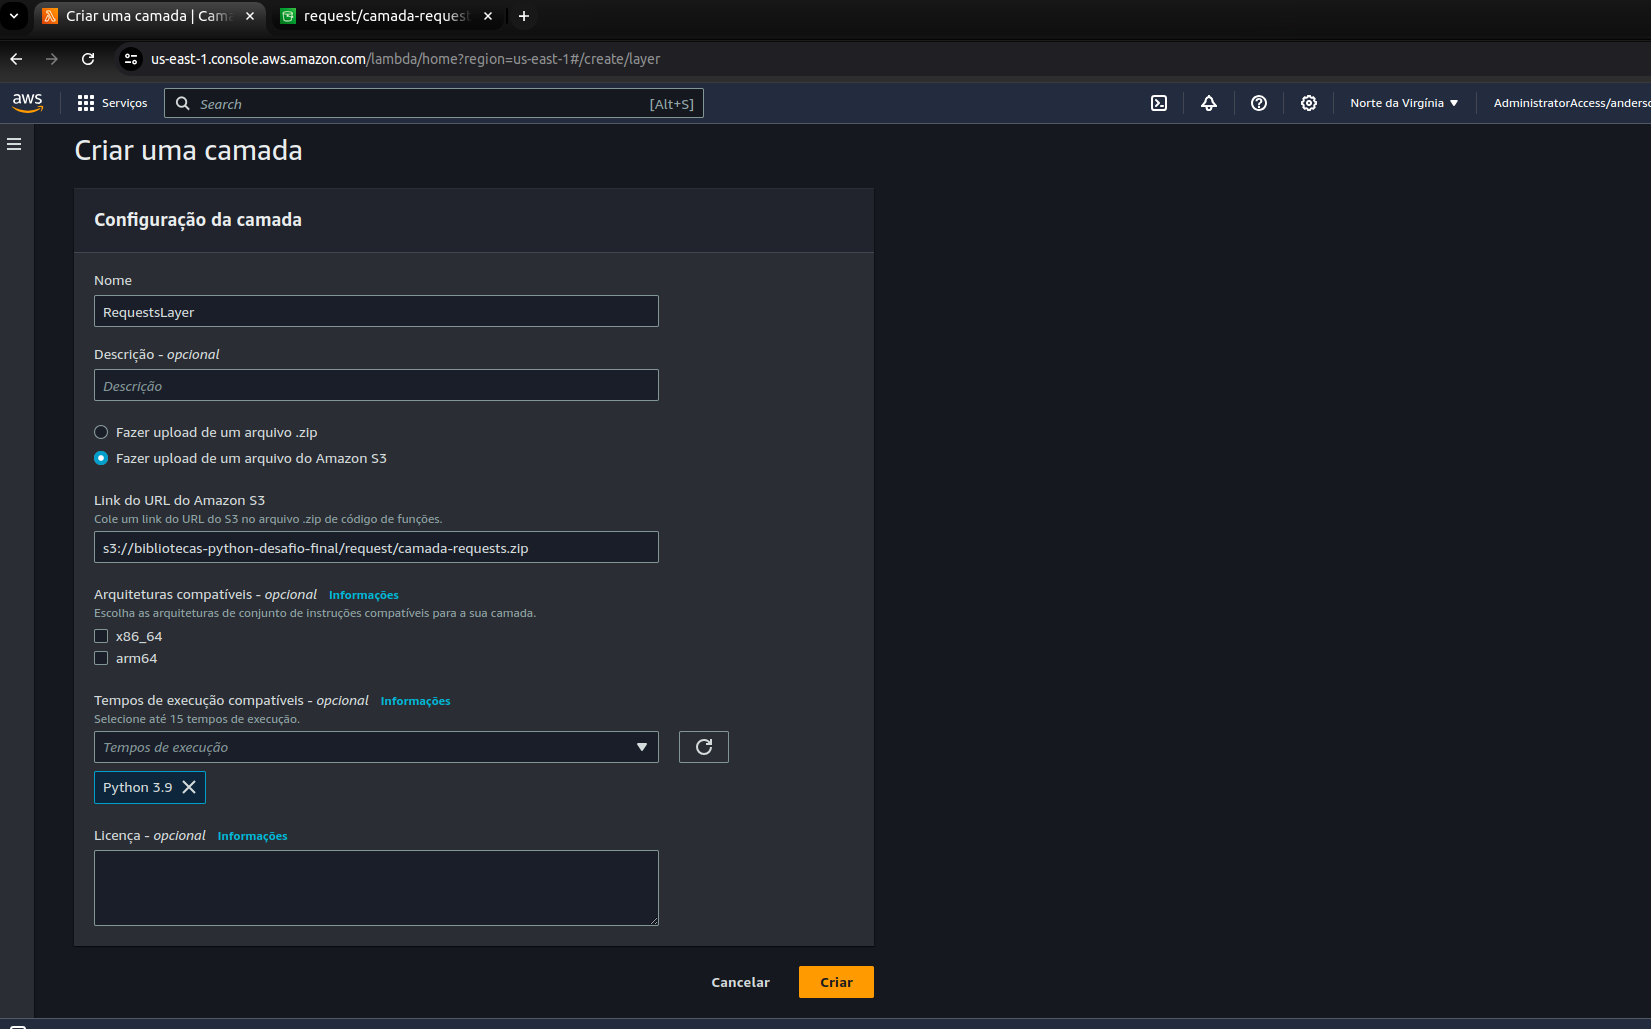 Criar uma camada | Cam
request/camada-reques
us-east-1.console.aws.amazon.com/lambda/home?region=us-east-1#/create/layer
aws
Serviços
Search
[Alt+S]
Norte da Virgínia
AdministratorAccess/anders
Criar uma camada
Configuração da camada
Nome
RequestsLayer
Descrição - opcional
Descrição
Fazer upload de um arquivo .zip
Fazer upload de um arquivo do Amazon S3
Link do URL do Amazon S3
Cole um link do URL do S3 no arquivo .zip de código de funções.
s3://bibliotecas-python-desafio-final/request/camada-requests.zip
Arquiteturas compatíveis - opcional Informações
Escolha as arquiteturas de conjunto de instruções compatíveis para a sua camada.
x86_64
arm64
Tempos de execução compatíveis - opcional Informações
Selecione até 15 tempos de execução.
Tempos de execução
Python 3.9
Licença - opcional Informações
Cancelar
Criar